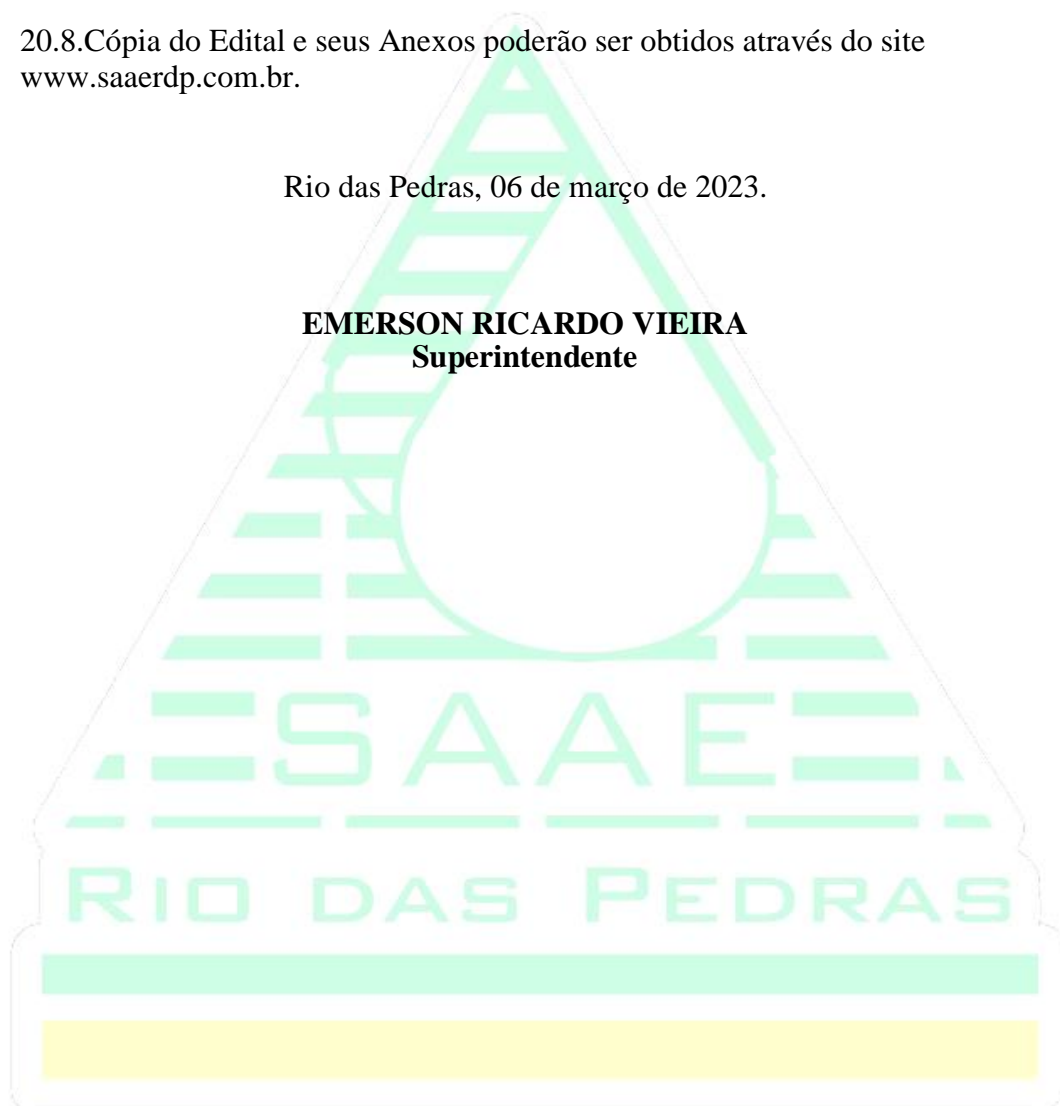 20.8.Cópia do Edital e seus Anexos poderão ser obtidos através do site
www.saaerdp.com.br.
Rio das Pedras, 06 de março de 2023.
EMERSON RICARDO VIEIRA
Superintendente
SAAE
RIO DAS PEDRAS